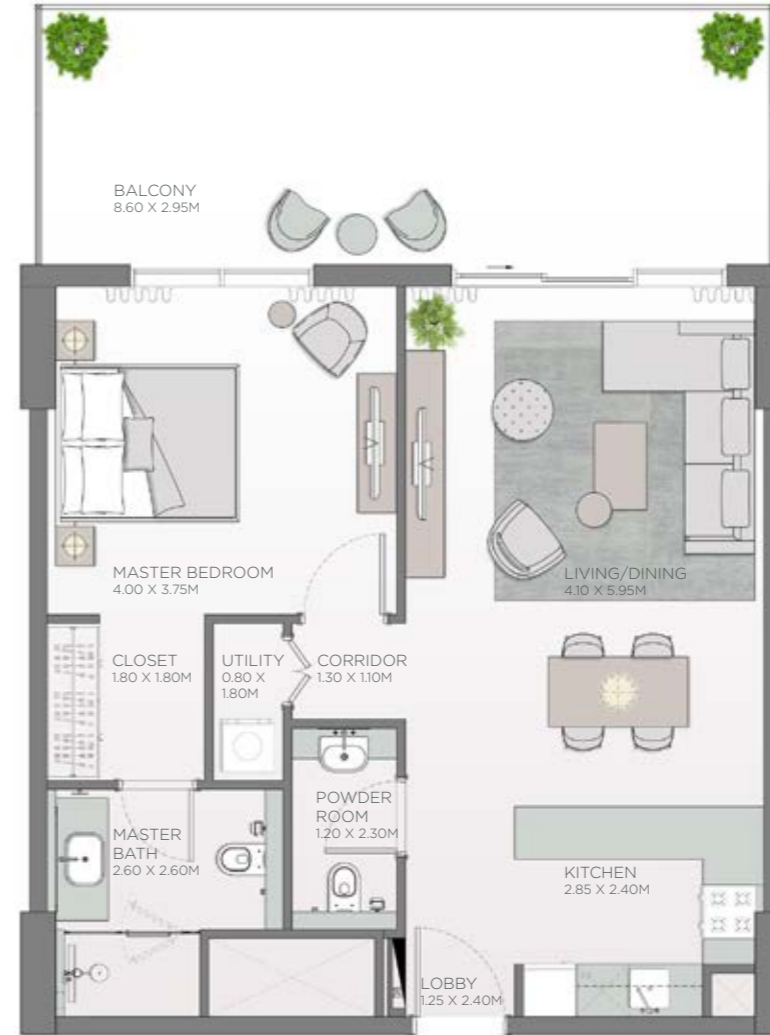 BALCONY
8.60 X 2.95M
MASTER BEDROOM
4.00 X 3.75M
LIVING/DINING
4.10 X 5.95M
CLOSET
1.80 X 1.80M
UTILITY
0.80 X
1.80M
CORRIDOR
1.30 X 1.10M
POWDER
ROOM
1.20 X 2.30M
MASTER
BATH
2.60 X 2.60M
KITCHEN
2.85 X 2.40M
LOBBY
1.25 X 2.40M